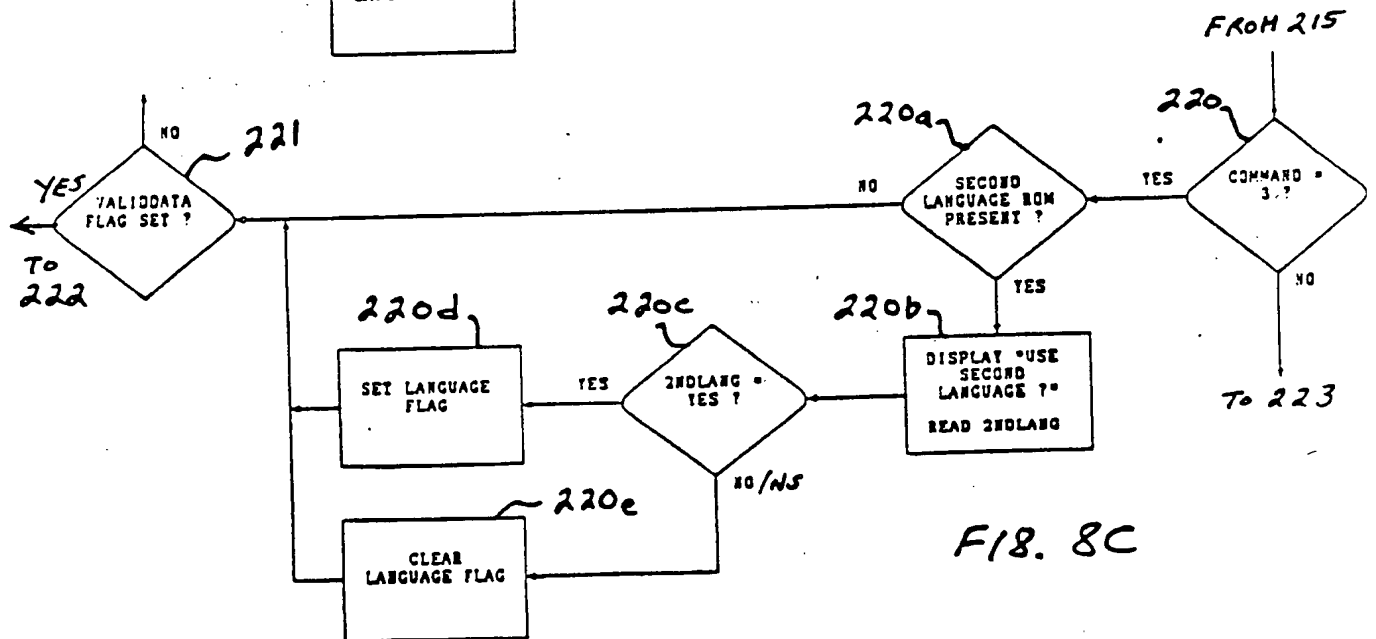 FROM 215
220
COMMAND =
3.?
YES
NO
TO 223
220a
SECOND
LANGUAGE ROM
PRESENT ?
NO
YES
220b
DISPLAY "USE
SECOND
LANGUAGE ?"
READ 2NDLANG
220c
2NDLANG =
YES ?
YES
NO/NS
220d
SET LANGUAGE
FLAG
220e
CLEAR
LANGUAGE FLAG
221
VALIDDATA
FLAG SET ?
NO
YES
TO
222
FIG. 8C